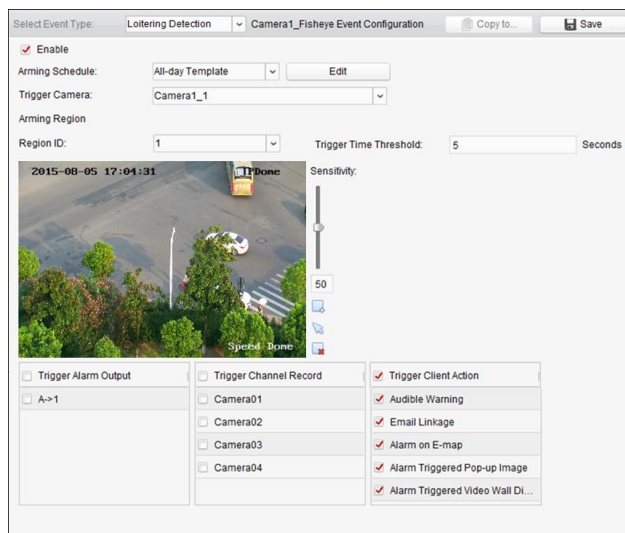 Select Event Type: Loitering Detection Camera1_Fisheye Event Configuration Copy to... Save
Enable
Arming Schedule: All-day Template Edit
Trigger Camera: Camera1_1
Arming Region
Region ID: 1 Trigger Time Threshold: 5 Seconds
2015-08-05 17:04:31 IPDome
Sensitivity:
50
Speed Dome
Trigger Alarm Output Trigger Channel Record Trigger Client Action
A->1 Camera01 Audible Warning
Camera02 Email Linkage
Camera03 Alarm on E-map
Camera04 Alarm Triggered Pop-up Image
Alarm Triggered Video Wall Di...